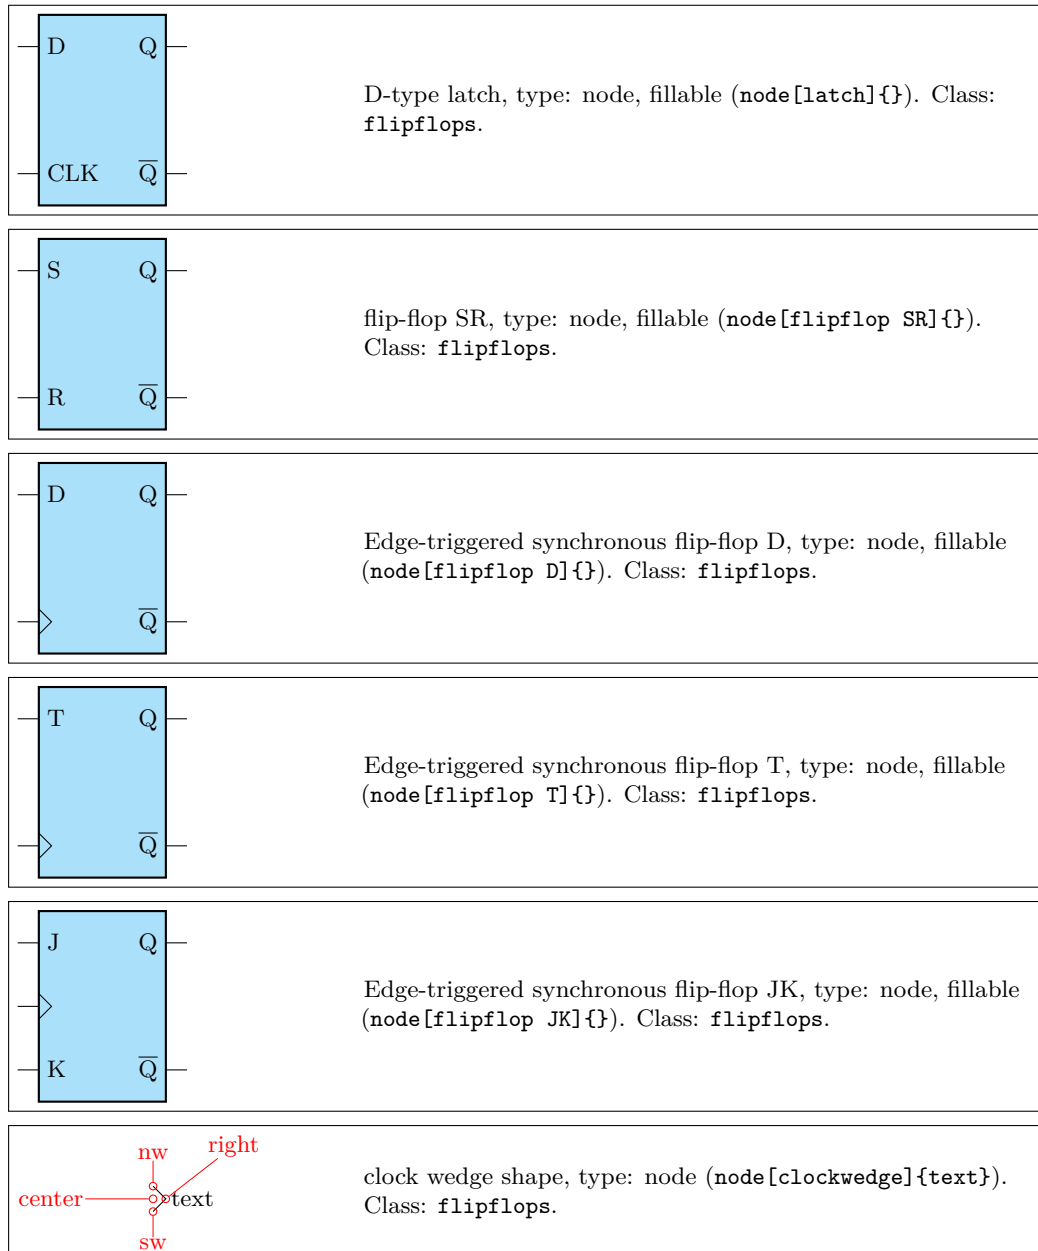 D Q
CLK Q̅
D-type latch, type: node, fillable (node[latch]{}). Class:
flipflops.
S Q
R Q̅
flip-flop SR, type: node, fillable (node[flipflop SR]{}).
Class: flipflops.
D Q
Q̅
Edge-triggered synchronous flip-flop D, type: node, fillable
(node[flipflop D]{}). Class: flipflops.
T Q
Q̅
Edge-triggered synchronous flip-flop T, type: node, fillable
(node[flipflop T]{}). Class: flipflops.
J Q
K Q̅
Edge-triggered synchronous flip-flop JK, type: node, fillable
(node[flipflop JK]{}). Class: flipflops.
nw right
center text
sw
clock wedge shape, type: node (node[clockwedge]{text}).
Class: flipflops.